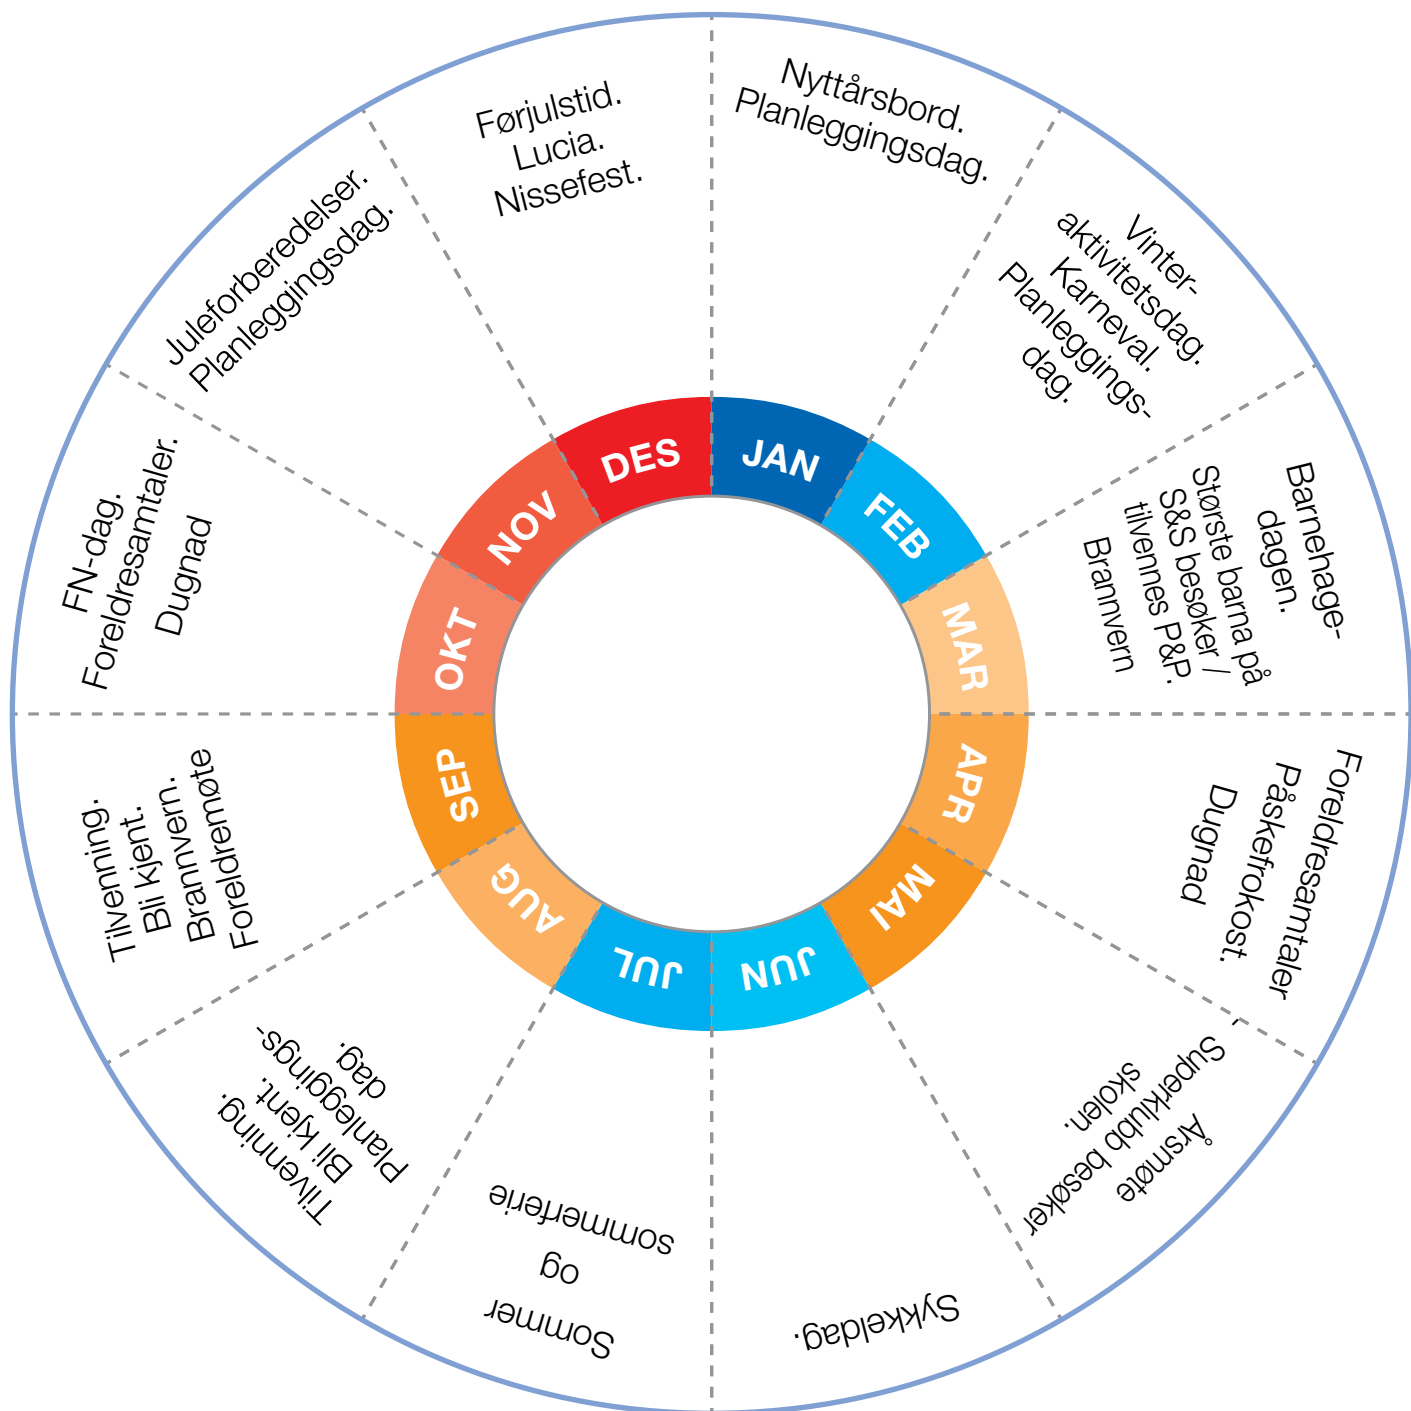 Nyttårsbord.
Planleggingsdag.
JAN
Vinter-
aktivitetsdag.
Karneval.
Planleggings-
dag.
FEB
Barnehage-
dagen.
Største barna på
S&S besøker /
tilvennes P&P.
Brannvern
MAR
Foreldresamtaler
Påskefrokost.
Dugnad
APR
Årsmøte
Superklubb besøker
skolen.
MAI
Sykkeldag.
JUN
Sommer
og
sommerferie
JUL
Tilvenning.
Bli kjent.
Planleggings-
dag.
AUG
Tilvenning.
Bli kjent.
Brannvern.
Foreldremøte
SEP
FN-dag.
Foreldresamtaler.
Dugnad
OKT
Juleforberedelser.
Planleggingsdag.
NOV
Førjulstid.
Lucia.
Nissefest.
DES